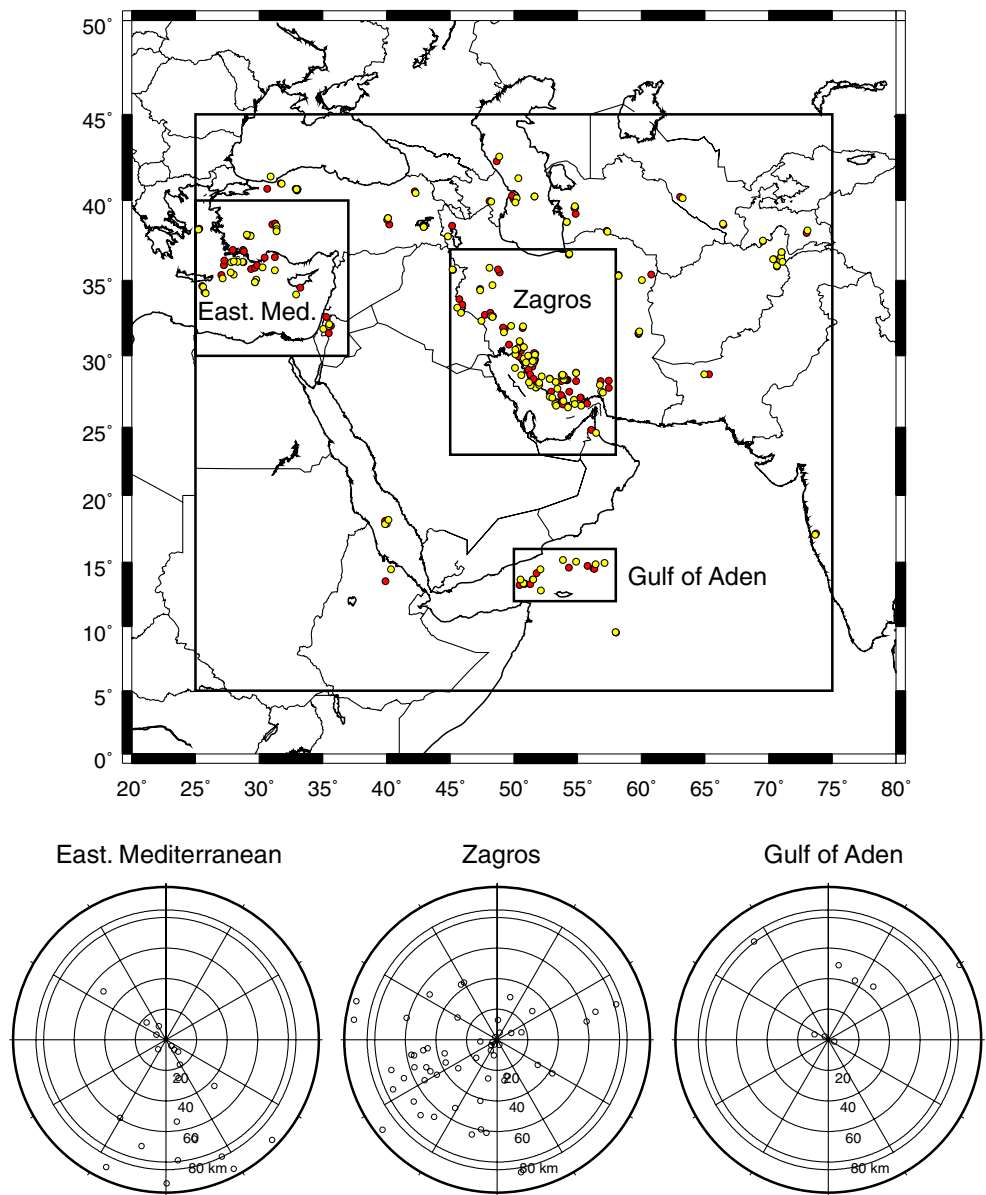 50°
45°
40°
35°
30°
25°
20°
15°
10°
5°
0°
East. Med.
Zagros
Gulf of Aden
20° 25° 30° 35° 40° 45° 50° 55° 60° 65° 70° 75° 80°
East. Mediterranean Zagros Gulf of Aden
20 20 20
40 40 40
60 60 60
80 km 80 km 80 km